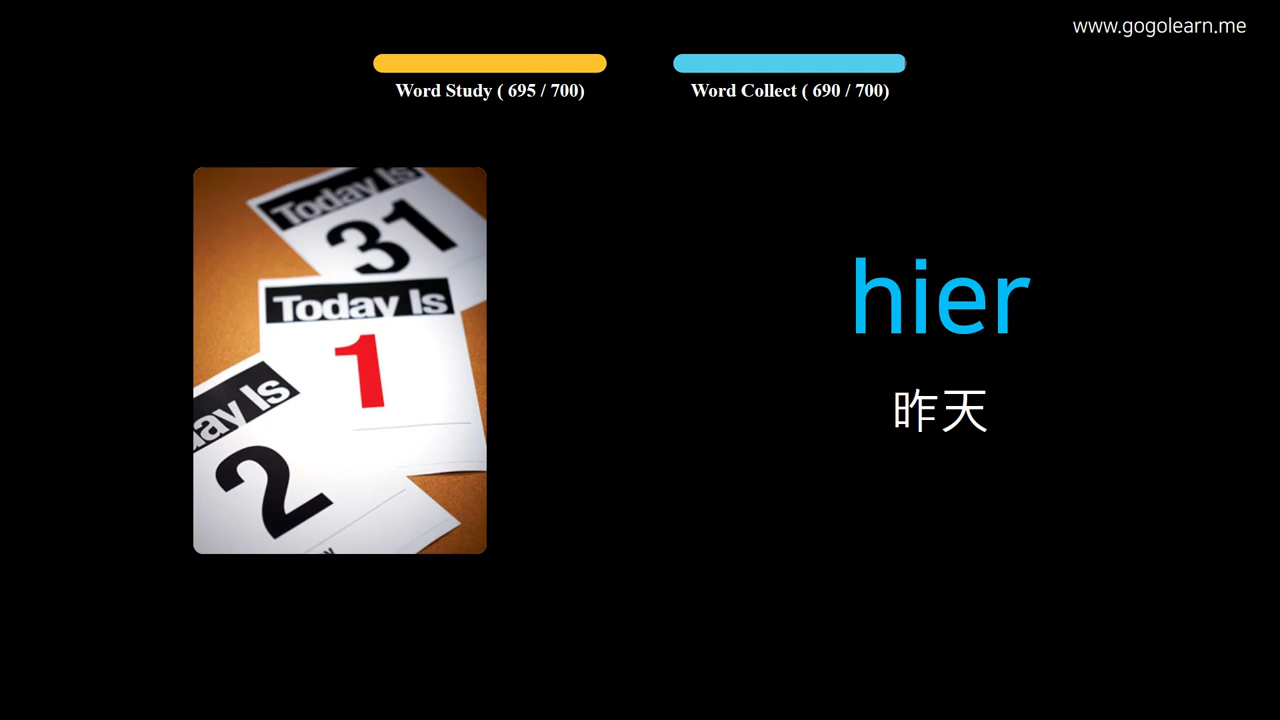 www.gogolearn.me
Word Study ( 695 / 700)
Word Collect ( 690 / 700)
Today Is
31
Today Is
1
ay Is
2
hier
昨天